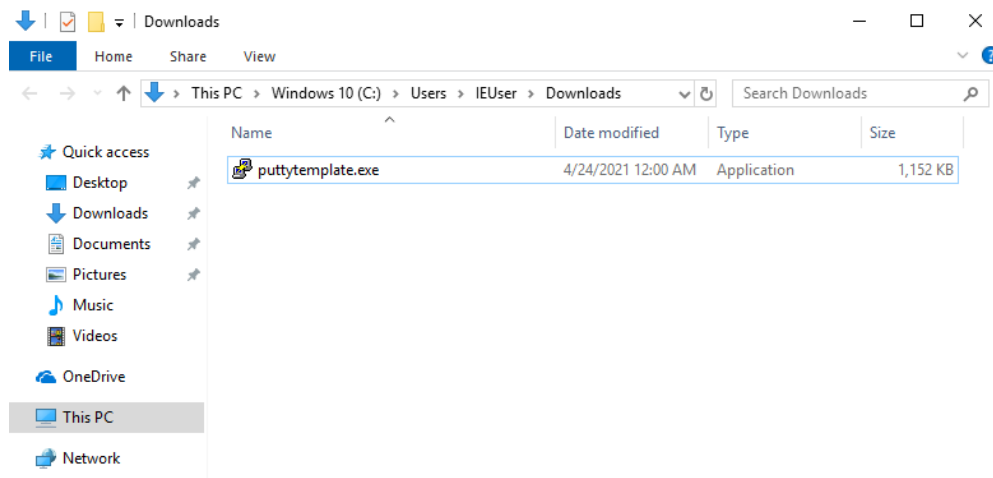 Downloads
File Home Share View
This PC > Windows 10 (C:) > Users > IEUser > Downloads Search Downloads
Name Date modified Type Size
Quick access
puttytemplate.exe 4/24/2021 12:00 AM Application 1,152 KB
Desktop
Downloads
Documents
Pictures
Music
Videos
OneDrive
This PC
Network